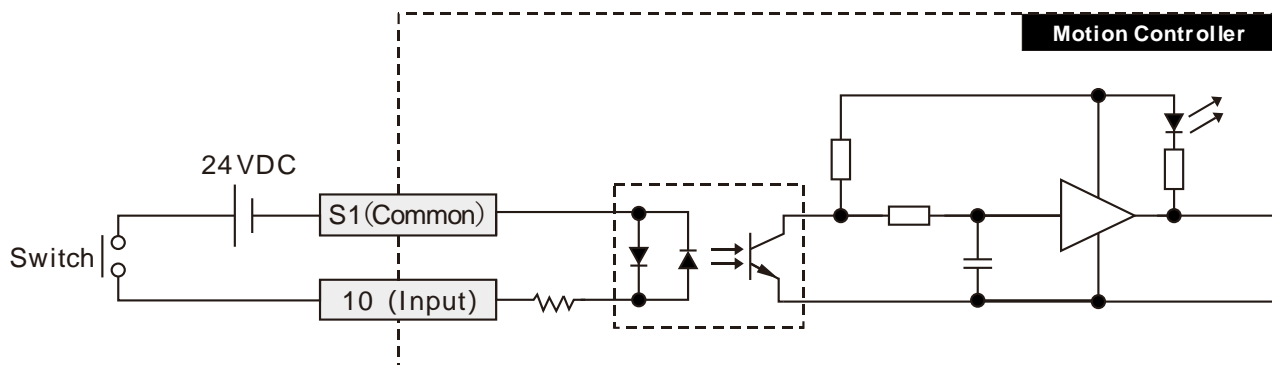 Motion Controller
24VDC
S1(Common)
Switch
10 (Input)